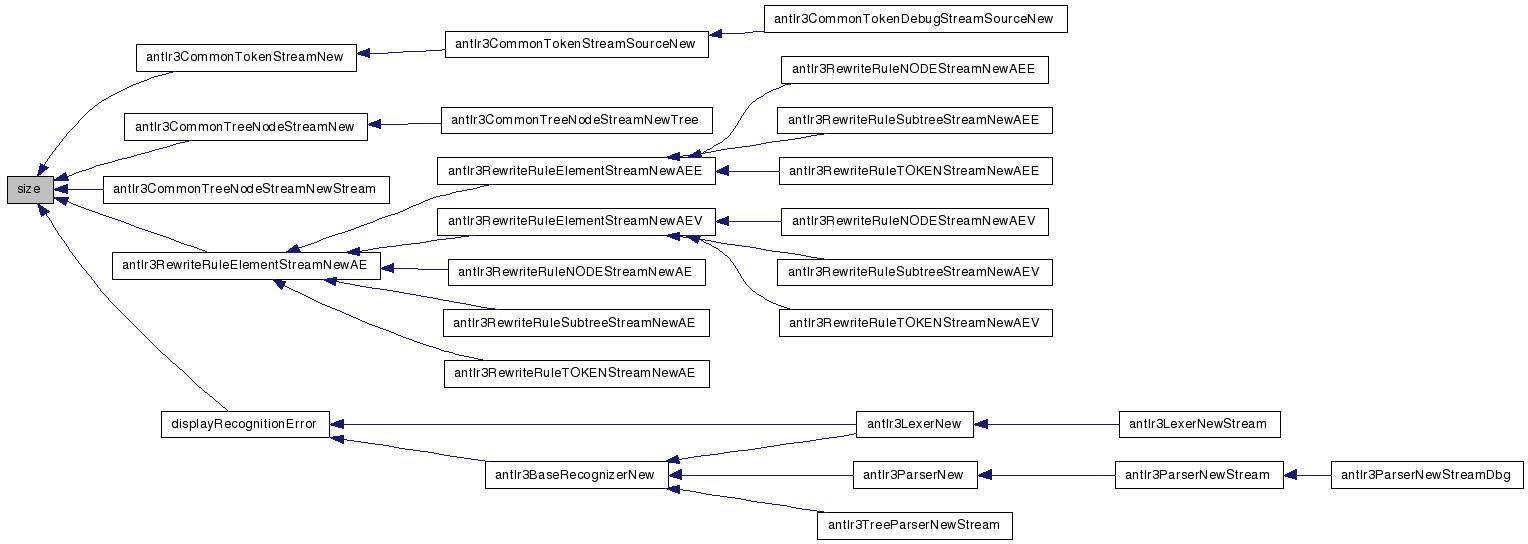 antlr3CommonTokenDebugStreamSourceNew
antlr3CommonTokenStreamSourceNew
antlr3CommonTokenStreamNew
antlr3RewriteRuleNODEStreamNewAEE
antlr3CommonTreeNodeStreamNewTree
antlr3RewriteRuleSubtreeStreamNewAEE
antlr3CommonTreeNodeStreamNew
antlr3RewriteRuleElementStreamNewAEE
antlr3RewriteRuleTOKENStreamNewAEE
size
antlr3CommonTreeNodeStreamNewStream
antlr3RewriteRuleElementStreamNewAEV
antlr3RewriteRuleNODEStreamNewAEV
antlr3RewriteRuleElementStreamNewAE
antlr3RewriteRuleNODEStreamNewAE
antlr3RewriteRuleSubtreeStreamNewAEV
antlr3RewriteRuleSubtreeStreamNewAE
antlr3RewriteRuleTOKENStreamNewAEV
antlr3RewriteRuleTOKENStreamNewAE
displayRecognitionError
antlr3LexerNew
antlr3LexerNewStream
antlr3BaseRecognizerNew
antlr3ParserNew
antlr3ParserNewStream
antlr3ParserNewStreamDbg
antlr3TreeParserNewStream